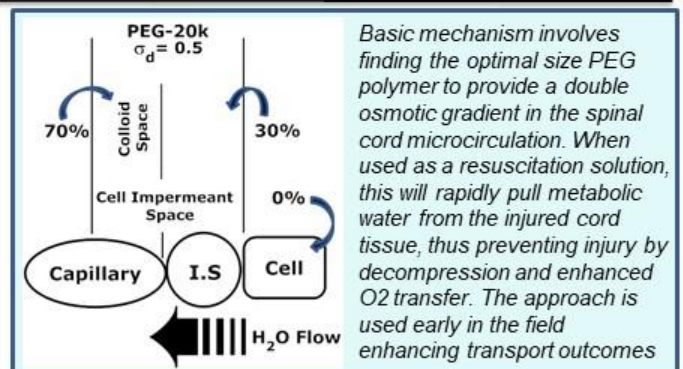 PEG-20k
σd= 0.5
70%
Colloid
Space
30%
Cell Impermeant
Space
0%
Capillary
I.S
Cell
H2O Flow
Basic mechanism involves
finding the optimal size PEG
polymer to provide a double
osmotic gradient in the spinal
cord microcirculation. When
used as a resuscitation solution,
this will rapidly pull metabolic
water from the injured cord
tissue, thus preventing injury by
decompression and enhanced
O2 transfer. The approach is
used early in the field
enhancing transport outcomes